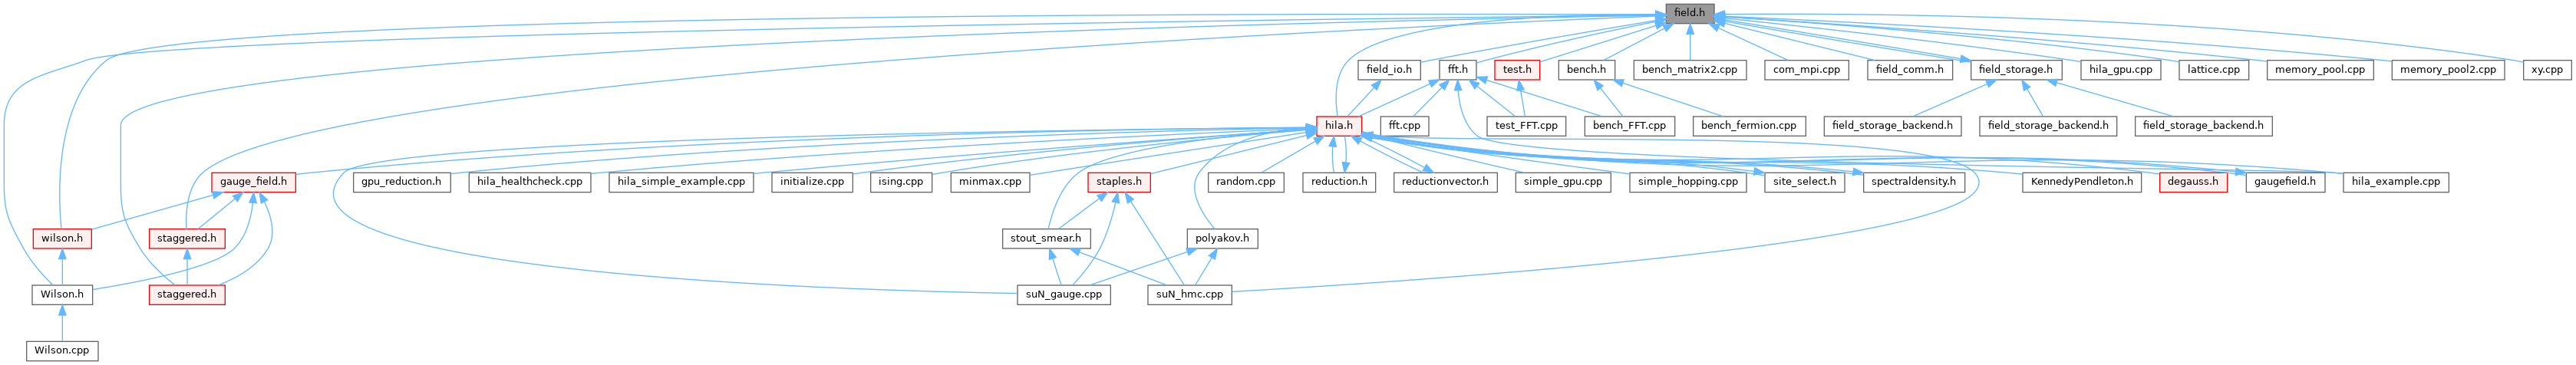 field.h
field_io.h
fft.h
test.h
bench.h
bench_matrix2.cpp
com_mpi.cpp
field_comm.h
field_storage.h
hila_gpu.cpp
lattice.cpp
memory_pool.cpp
memory_pool2.cpp
xy.cpp
hila.h
fft.cpp
test_FFT.cpp
bench_FFT.cpp
bench_fermion.cpp
field_storage_backend.h
field_storage_backend.h
field_storage_backend.h
gauge_field.h
gpu_reduction.h
hila_healthcheck.cpp
hila_simple_example.cpp
initialize.cpp
ising.cpp
minmax.cpp
staples.h
random.cpp
reduction.h
reductionvector.h
simple_gpu.cpp
simple_hopping.cpp
site_select.h
spectraldensity.h
KennedyPendleton.h
degauss.h
gaugefield.h
hila_example.cpp
wilson.h
staggered.h
stout_smear.h
polyakov.h
Wilson.h
staggered.h
suN_gauge.cpp
suN_hmc.cpp
Wilson.cpp